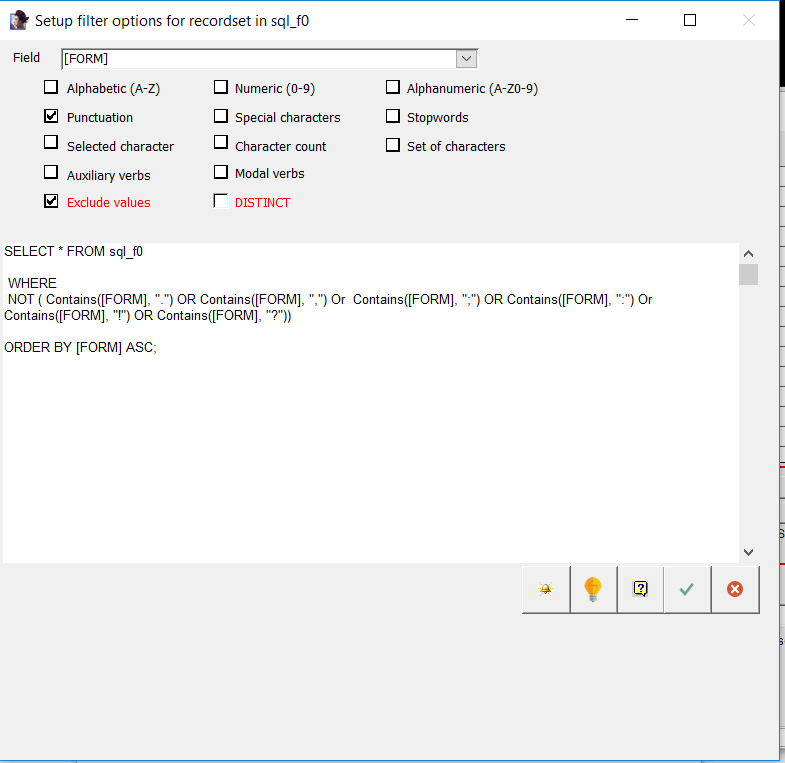 Setup filter options for recordset in sql_f0
Field [FORM]
Alphabetic (A-Z) Numeric (0-9) Alphanumeric (A-Z0-9)
Punctuation Special characters Stopwords
Selected character Character count Set of characters
Auxiliary verbs Modal verbs
Exclude values DISTINCT
SELECT * FROM sql_f0
WHERE
NOT ( Contains([FORM], ".") OR Contains([FORM], ",") Or  Contains([FORM], ";") OR Contains([FORM], ":") Or
Contains([FORM], "!") OR Contains([FORM], "?"))
ORDER BY [FORM] ASC;